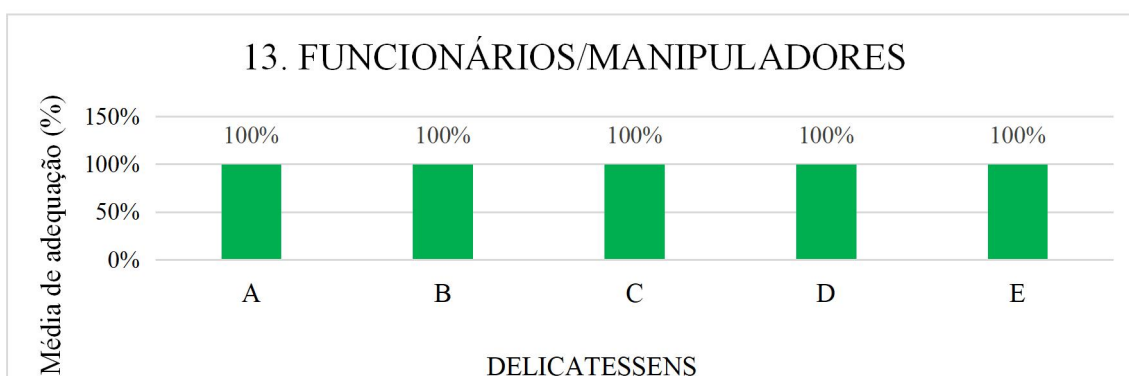 13. FUNCIONÁRIOS/MANIPULADORES
Média de adequação (%)
150%
100% 100% 100% 100% 100%
100%
50%
0%
A B C D E
DELICATESSENS